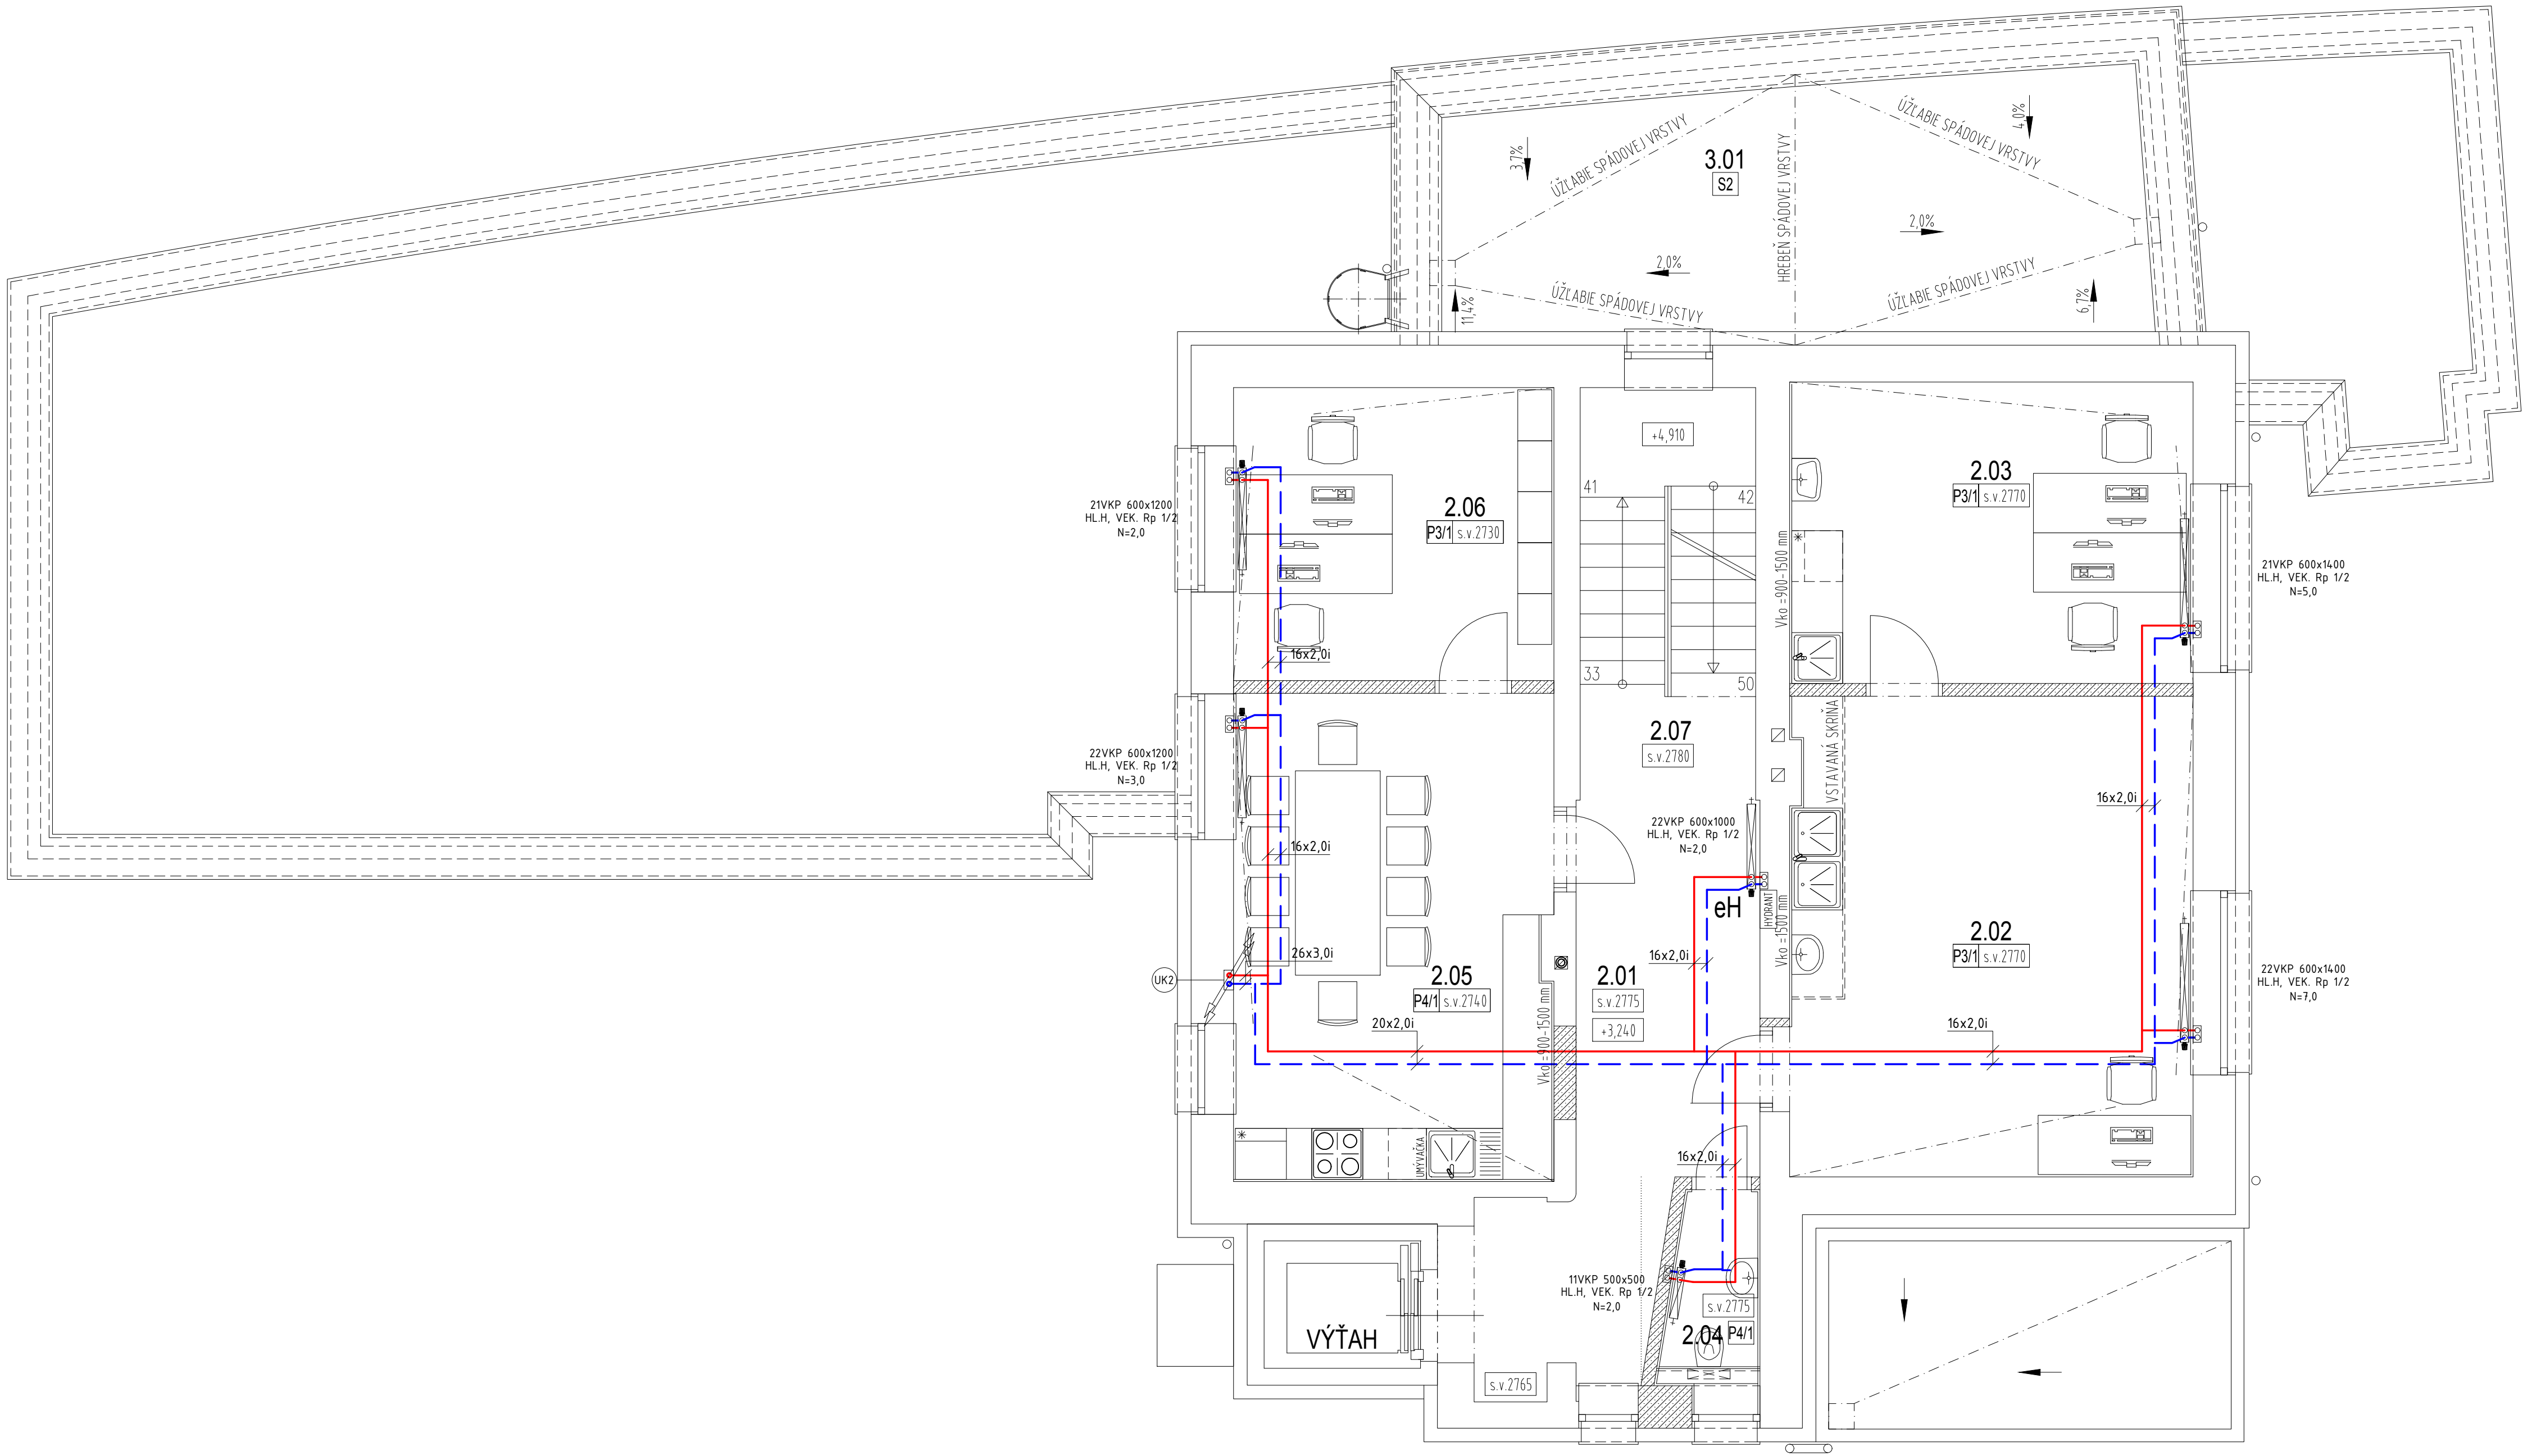 3.01
S2
ÚŽĽABIE SPÁDOVEJ VRSTVY
ÚŽĽABIE SPÁDOVEJ VRSTVY
3,7%
4,0%
HREBEŇ SPÁDOVEJ VRSTVY
2,0%
2,0%
ÚŽĽABIE SPÁDOVEJ VRSTVY
ÚŽĽABIE SPÁDOVEJ VRSTVY
11,4%
6,7%
+4,910
41
42
33
50
2.06
P3/1 s.v.2730
2.03
P3/1 s.v.2770
21VKP 600x1200
HL.H, VEK. Rp 1/2
N=2,0
21VKP 600x1400
HL.H, VEK. Rp 1/2
N=5,0
Vko =900-1500 mm
16x2,0i
2.07
s.v.2780
VSTAVANÁ SKRIŇA
22VKP 600x1200
HL.H, VEK. Rp 1/2
N=3,0
16x2,0i
22VKP 600x1000
HL.H, VEK. Rp 1/2
N=2,0
16x2,0i
eH
HYDRANT
Vko =1500 mm
2.02
P3/1 s.v.2770
26x3,0i
16x2,0i
UK2
2.05
P4/1 s.v.2740
2.01
s.v.2775
+3,240
22VKP 600x1400
HL.H, VEK. Rp 1/2
N=7,0
Vko =900-1500 mm
20x2,0i
16x2,0i
UMÝVAČKA
16x2,0i
11VKP 500x500
HL.H, VEK. Rp 1/2
N=2,0
s.v.2775
2.04 P4/1
VÝŤAH
s.v.2765